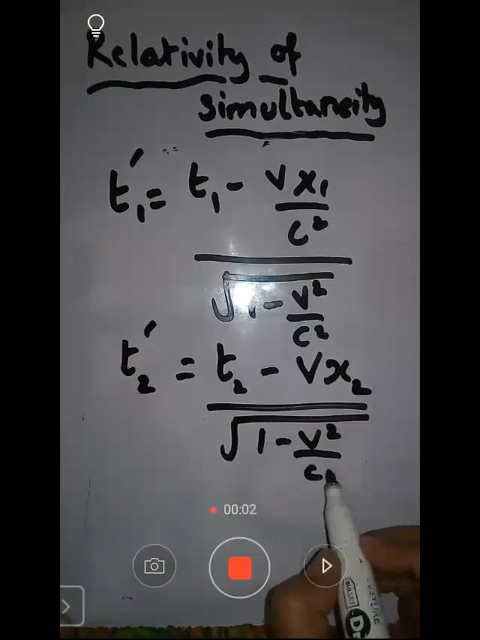 Relativity of
simultaneity
t₁' = t₁ - Vx₁/c²
√1 - v²/c²
t₂' = t₂ - Vx₂
√1 - v²/c
00:02